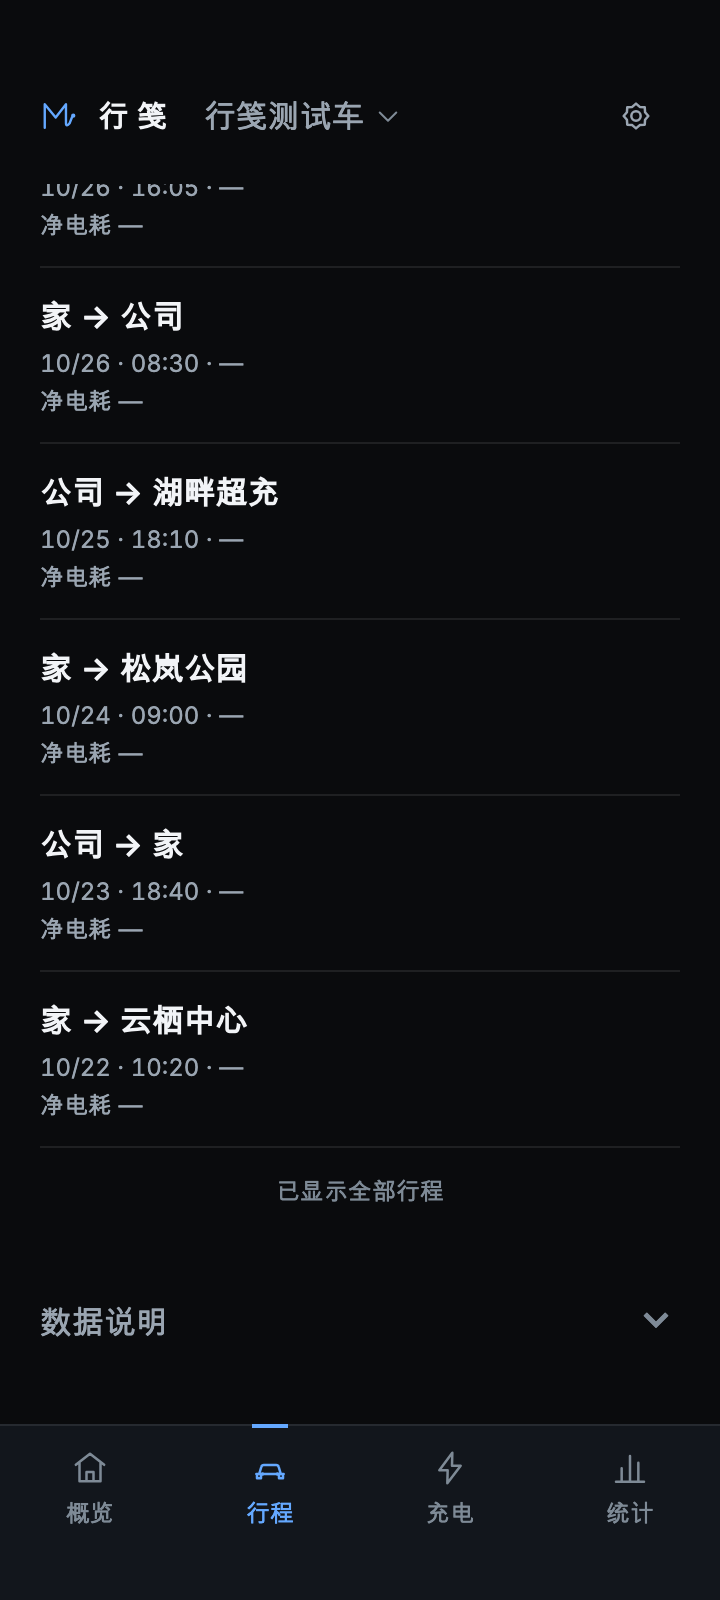 行笺 行笺测试车
10/26 · 16:05 · —
净电耗 —
家 → 公司
10/26 · 08:30 · —
净电耗 —
公司 → 湖畔超充
10/25 · 18:10 · —
净电耗 —
家 → 松岚公园
10/24 · 09:00 · —
净电耗 —
公司 → 家
10/23 · 18:40 · —
净电耗 —
家 → 云栖中心
10/22 · 10:20 · —
净电耗 —
已显示全部行程
数据说明
概览 行程 充电 统计